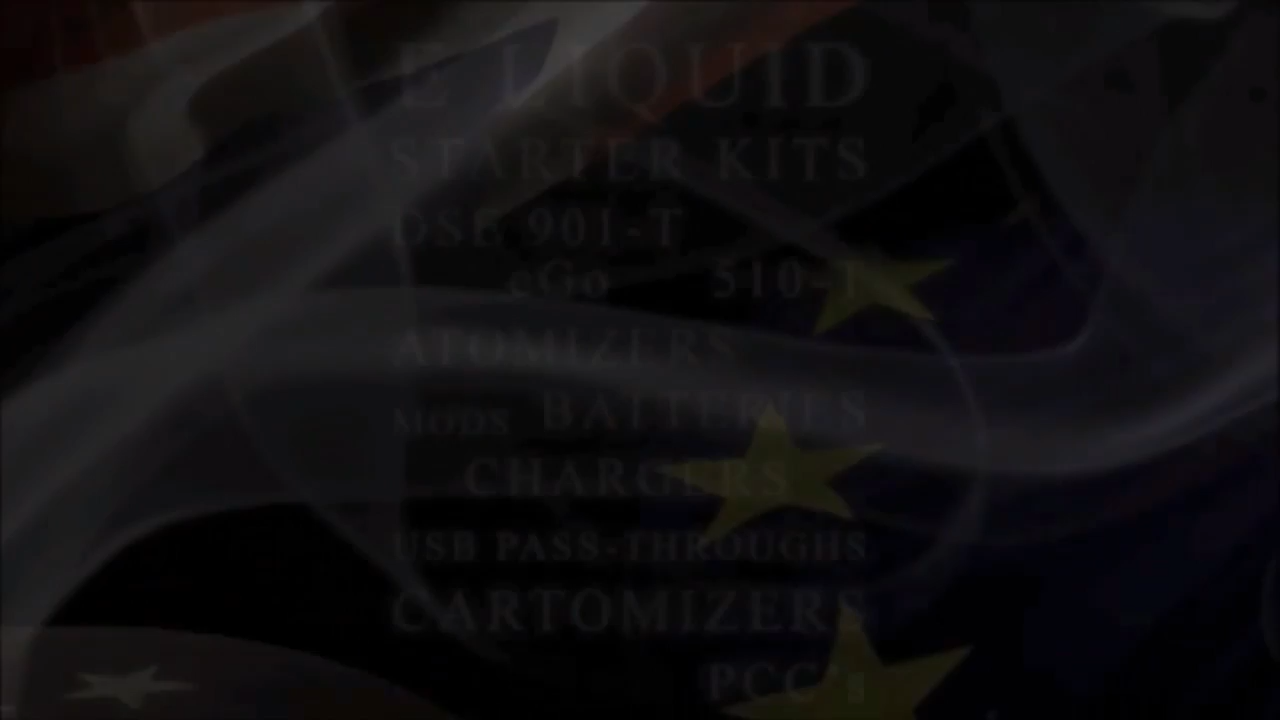 E LIQUID
STARTER KITS
DSE 901-T
eGo 510-T
ATOMIZERS
MODS BATTERIES
CHARGERS
USB PASS-THROUGHS
CARTOMIZERS
PCC's